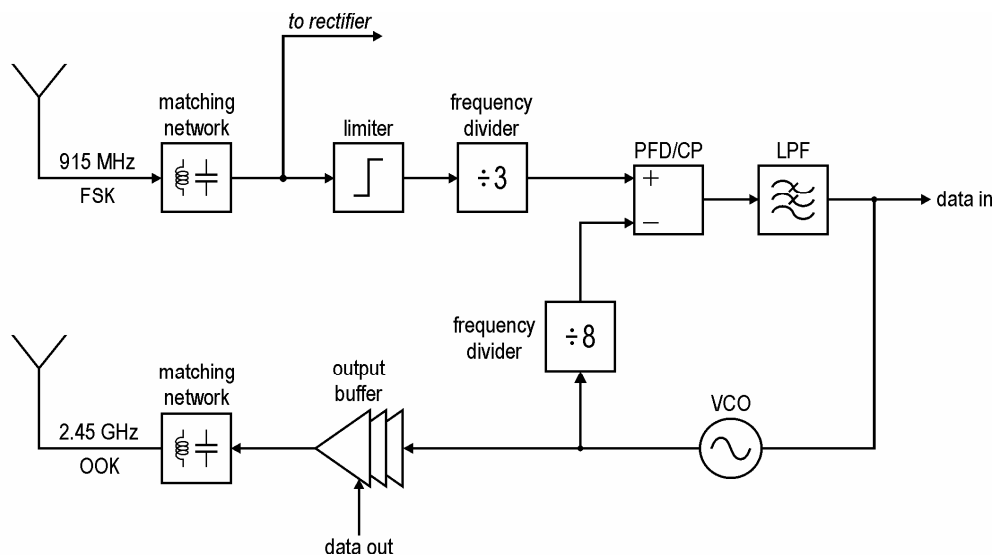 to rectifier
matching
network
limiter
frequency
divider
PFD/CP
LPF
915 MHz
FSK
÷3
+
−
data in
frequency
divider
÷8
matching
network
output
buffer
VCO
2.45 GHz
OOK
data out